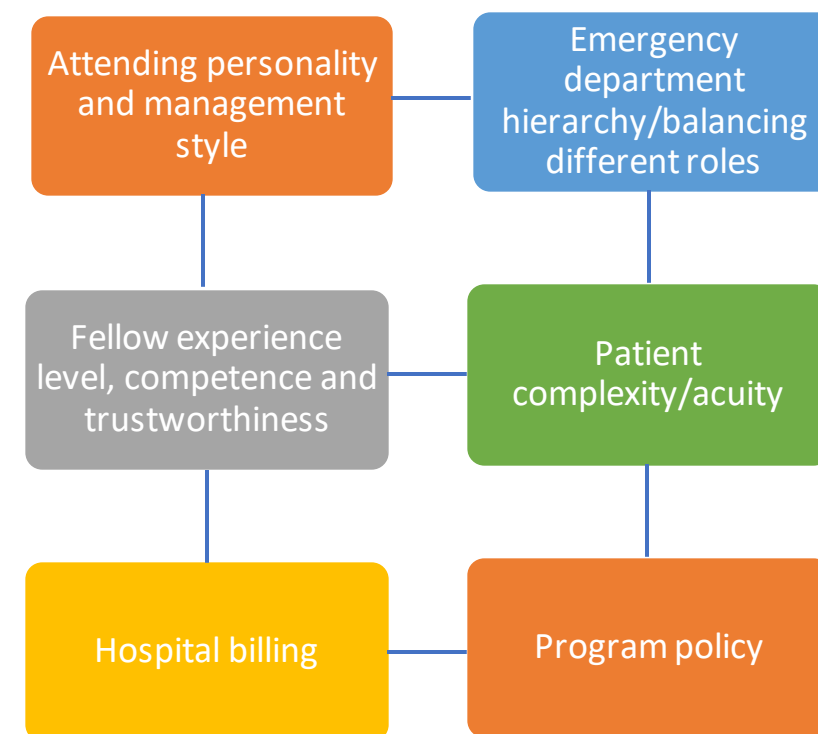 Attending personality
and management
style
Emergency
department
hierarchy/balancing
different roles
Fellow experience
level, competence and
trustworthiness
Patient
complexity/acuity
Hospital billing
Program policy